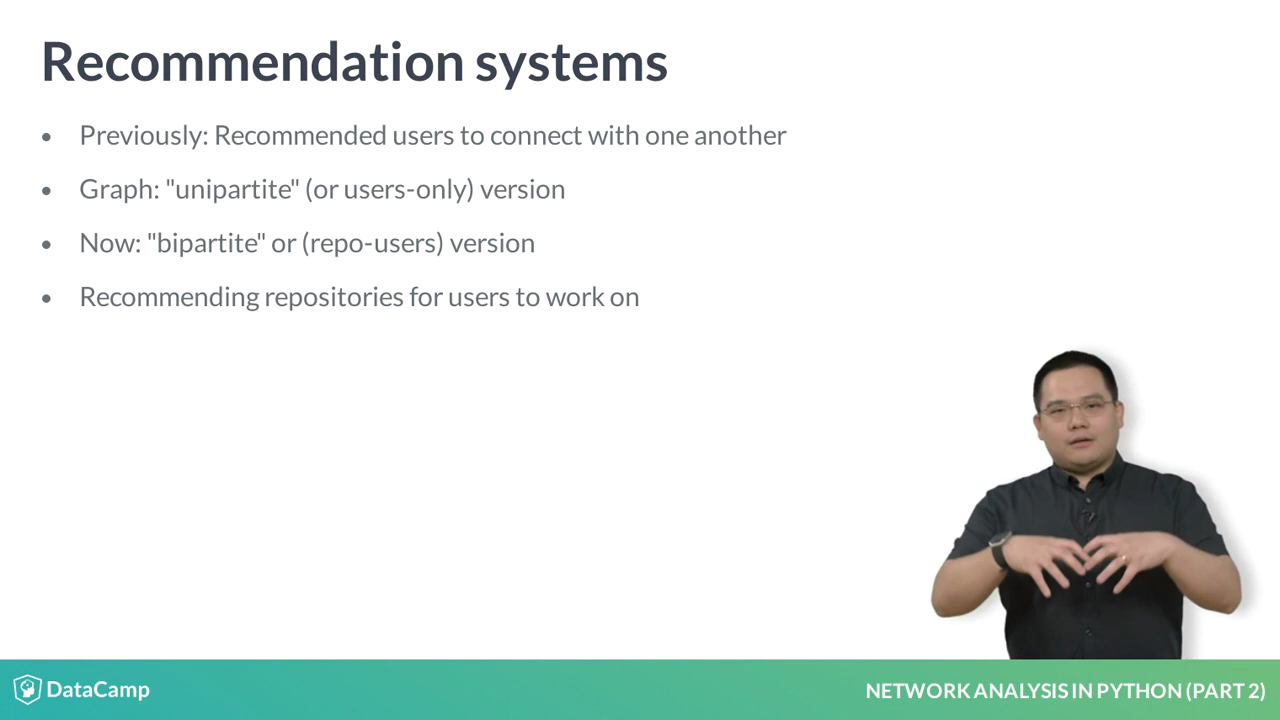 Recommendation systems
• Previously: Recommended users to connect with one another
• Graph: "unipartite" (or users-only) version
• Now: "bipartite" or (repo-users) version
• Recommending repositories for users to work on
DataCamp
NETWORK ANALYSIS IN PYTHON (PART 2)